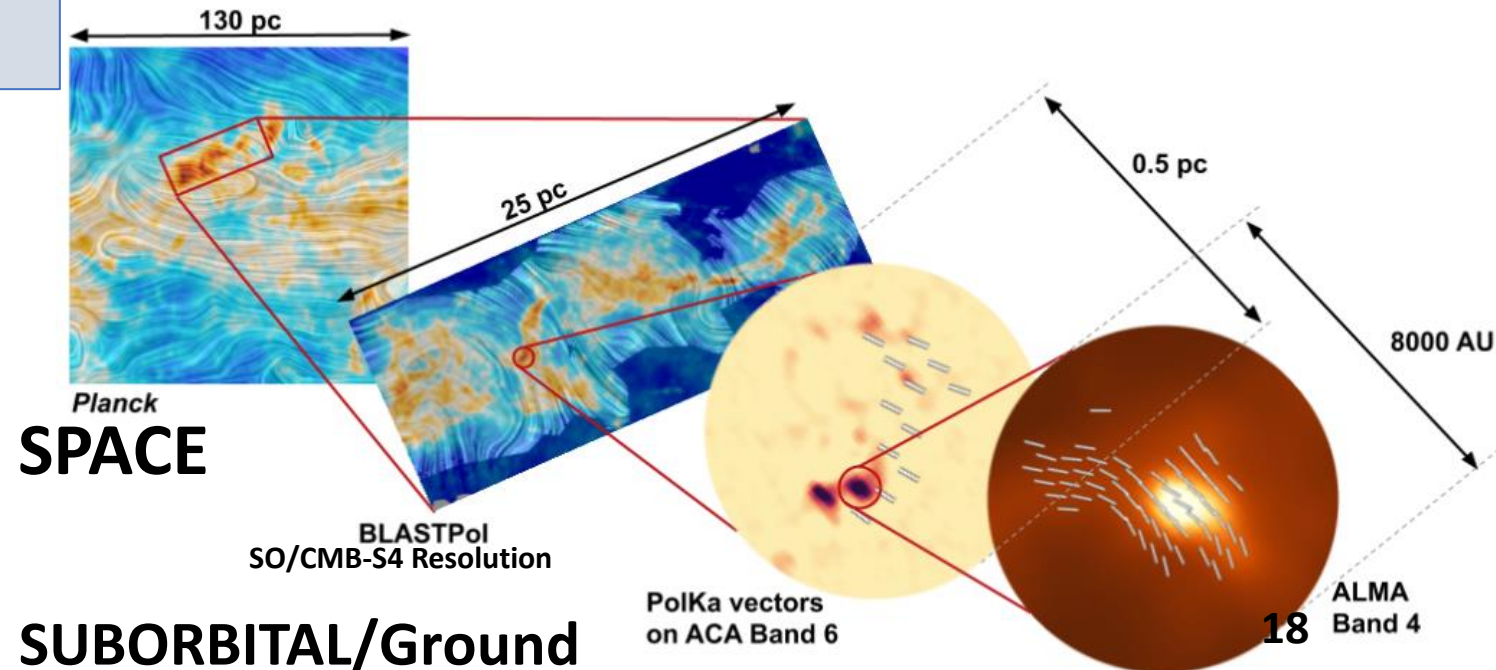 130 pc
25 pc
0.5 pc
8000 AU
Planck
SPACE
BLASTPol
SO/CMB-S4 Resolution
PolKa vectors
on ACA Band 6
ALMA
Band 4
18
SUBORBITAL/Ground